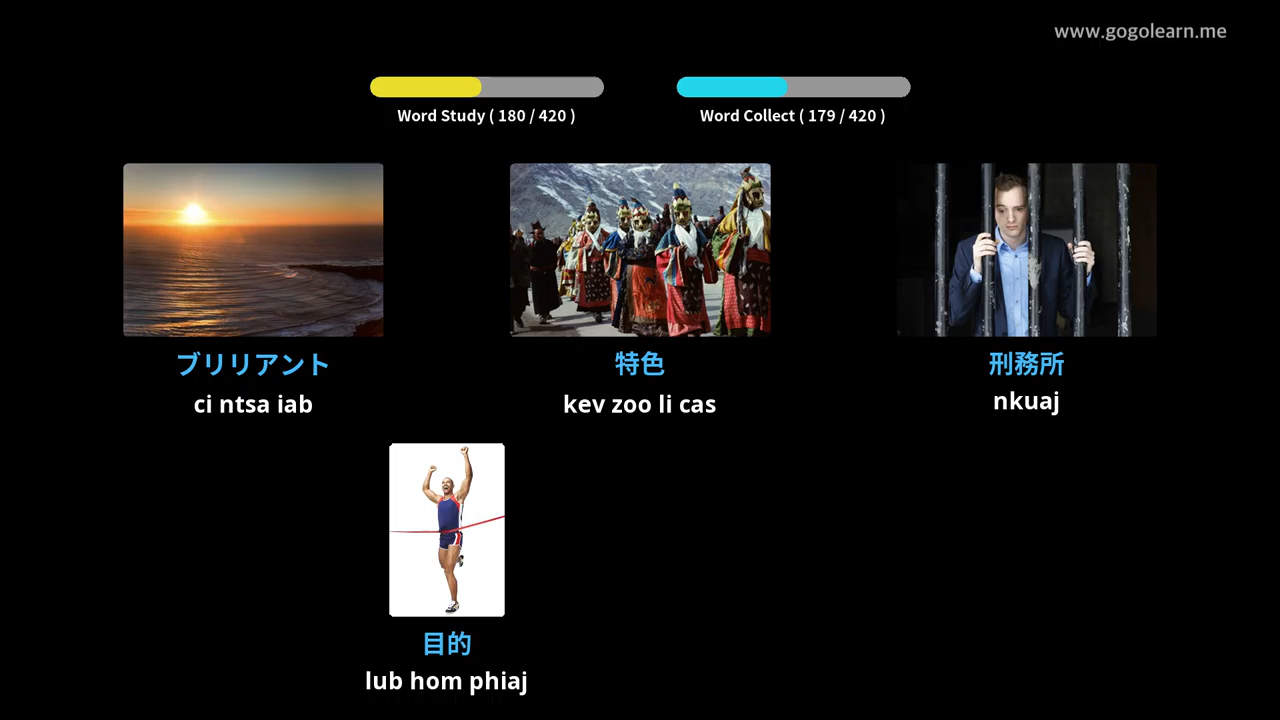 www.gogolearn.me
Word Study ( 180 / 420 )
Word Collect ( 179 / 420 )
ブリリアント
ci ntsa iab
特色
kev zoo li cas
刑務所
nkuaj
目的
lub hom phiaj